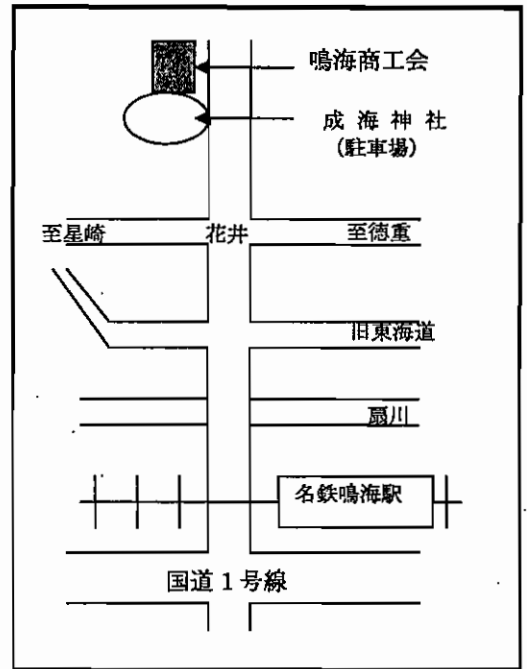 鳴海商工会
成 海 神 社
(駐車場)
至星崎
花井
至徳重
旧東海道
扇川
名鉄鳴海駅
国道1号線